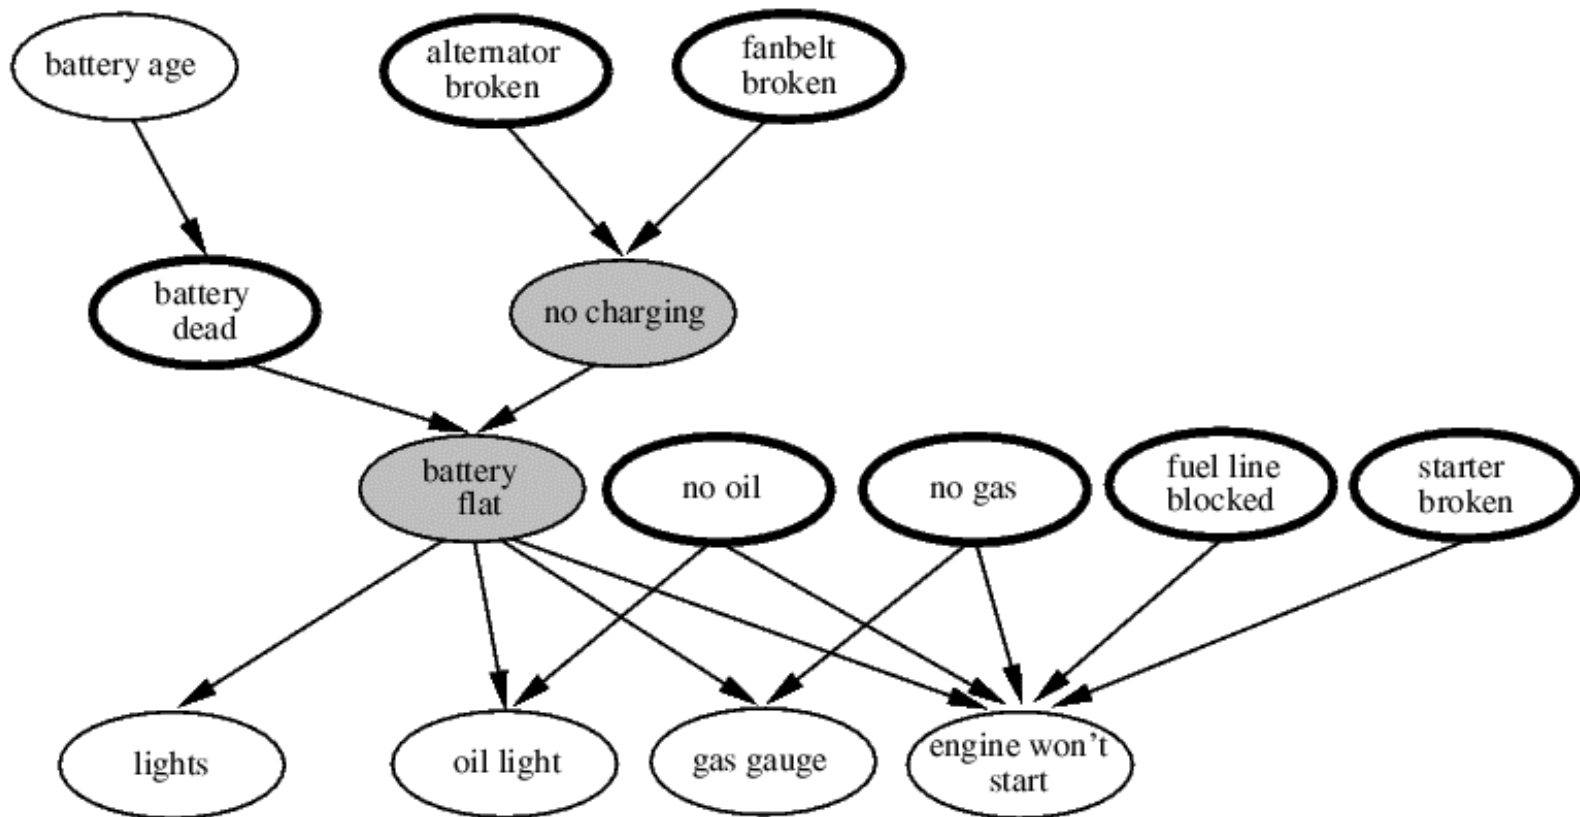 battery age
alternator
broken
fanbelt
broken
battery
dead
no charging
battery
flat
no oil
no gas
fuel line
blocked
starter
broken
lights
oil light
gas gauge
engine won't
start